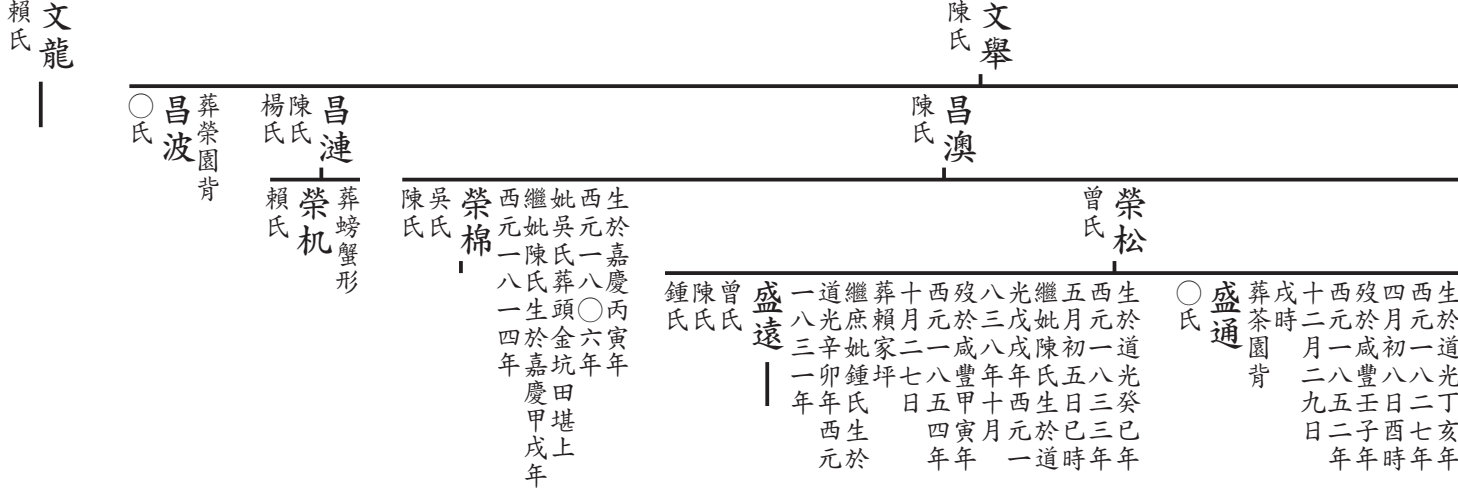 文舉
陳氏
文龍
賴氏
昌澳
陳氏
昌漣
陳氏
楊氏
葬榮園背
昌波
○氏
榮松
曾氏
生於嘉慶丙寅年
西元一八○六年
妣吳氏葬頭金坑田堪上
繼妣陳氏生於嘉慶甲戌年
西元一八一四年
榮棉
吳氏
陳氏
葬螃蟹形
榮机
賴氏
生於道光丁亥年
西元一八二七年
四月初八日酉時
歿於咸豐壬子年
西元一八五二年
十二月二九日
戌時
葬茶園背
盛通
○氏
生於道光癸已年
西元一八三三年
五月初五日已時
繼妣陳氏生於道
光戊戌年西元一
八三八年十月
歿於咸豐甲寅年
西元一八五四年
十月二七日
葬賴家坪
繼庶妣鍾氏生於
道光辛卯年西元
一八三一年
盛遠
曾氏
陳氏
鍾氏